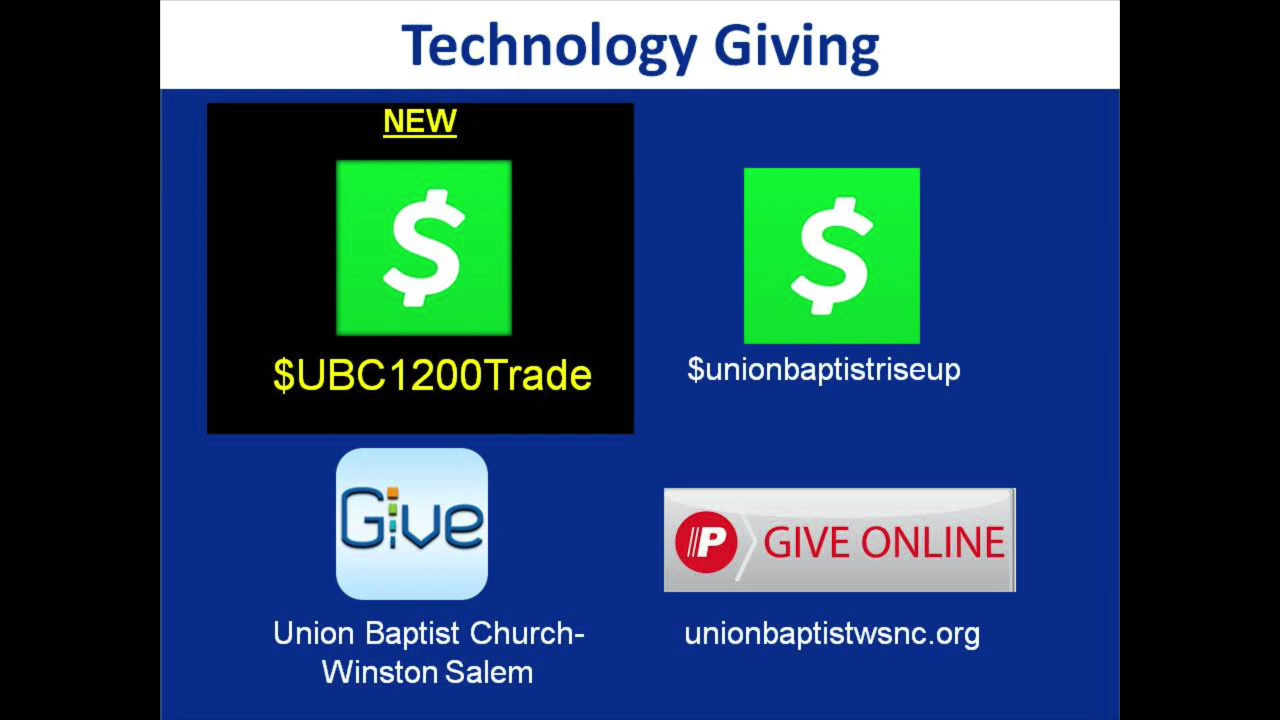 Technology Giving
NEW
$
$UBC1200Trade
$
$unionbaptistriseup
Give
Union Baptist Church-
Winston Salem
P GIVE ONLINE
unionbaptistwsnc.org